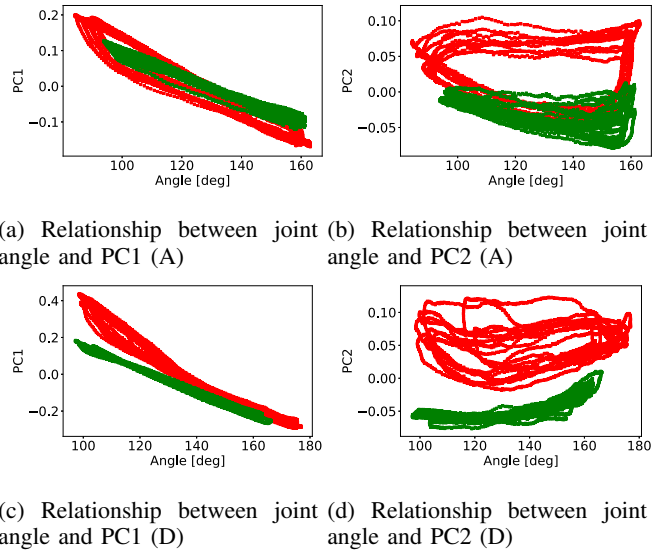 0.2
0.1
0.0
−0.1
PC1
100
120
140
160
Angle [deg]
0.10
0.05
0.00
−0.05
PC2
100
120
140
160
Angle [deg]
(a) Relationship between joint
angle and PC1 (A)
(b) Relationship between joint
angle and PC2 (A)
0.4
0.2
0.0
−0.2
PC1
100
120
140
160
180
Angle [deg]
0.10
0.05
0.00
−0.05
PC2
100
120
140
160
180
Angle [deg]
(c) Relationship between joint
angle and PC1 (D)
(d) Relationship between joint
angle and PC2 (D)